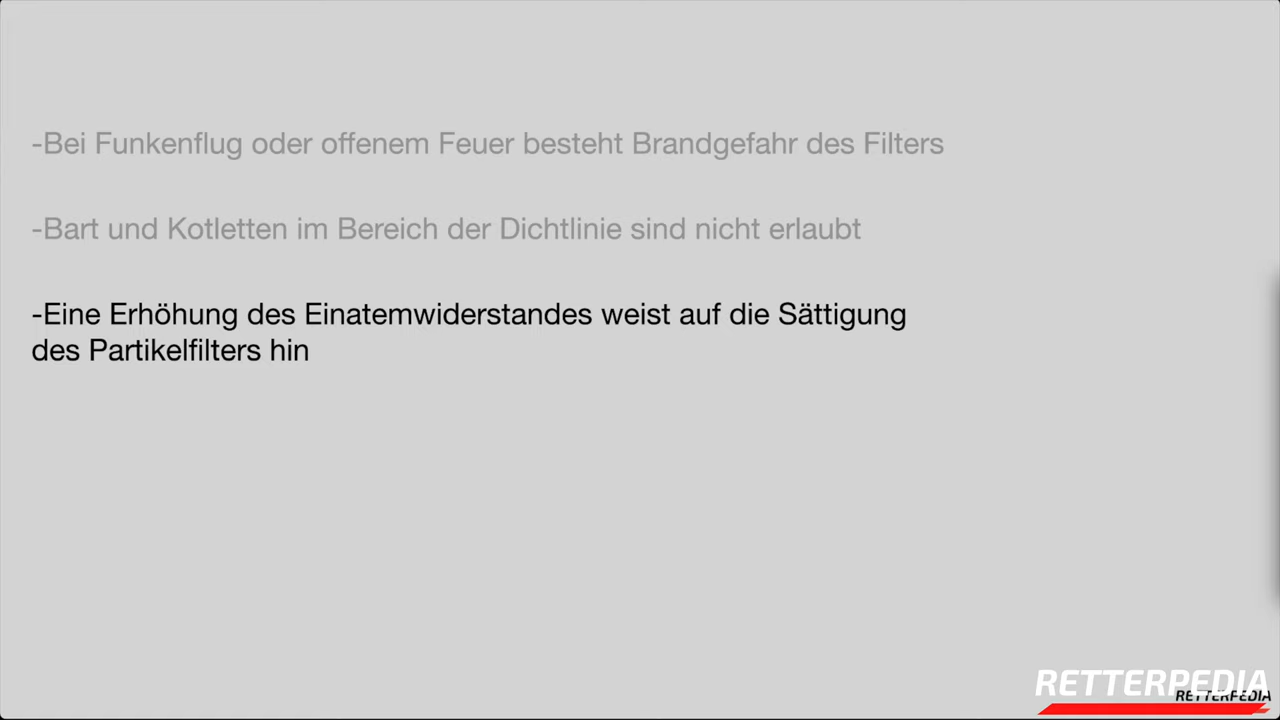 -Bei Funkenflug oder offenem Feuer besteht Brandgefahr des Filters
-Bart und Kotletten im Bereich der Dichtlinie sind nicht erlaubt
-Eine Erhöhung des Einatemwiderstandes weist auf die Sättigung
des Partikelfilters hin
RETTERPEDIA
RETTERPEDIA